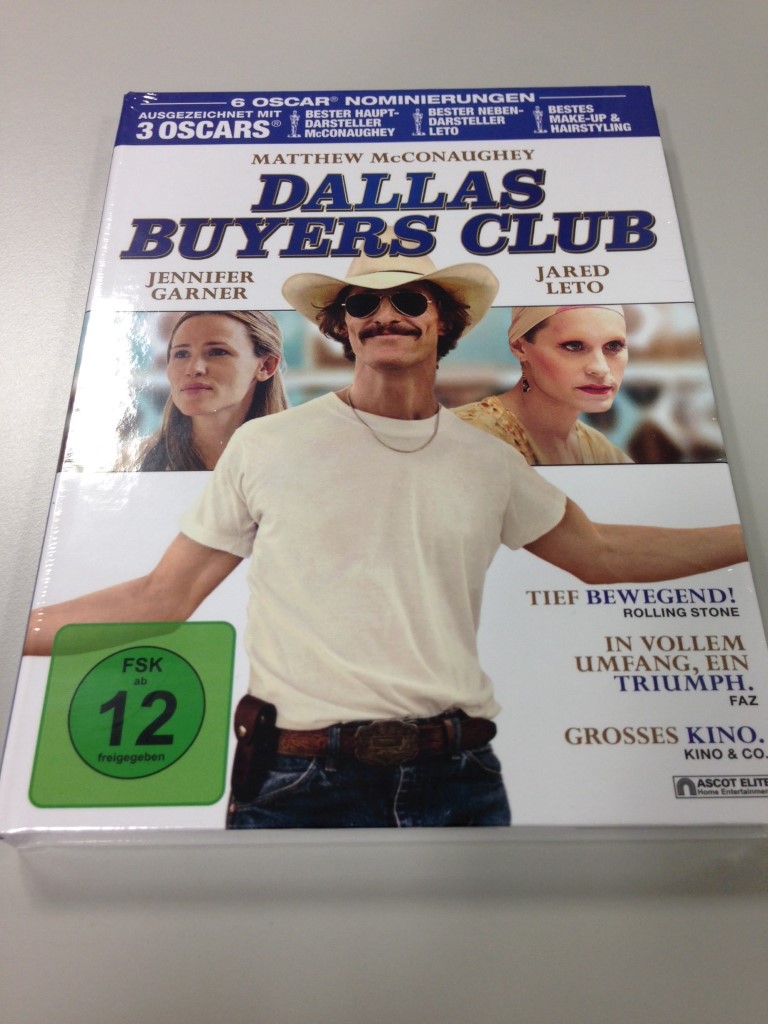 6 OSCAR® NOMINIERUNGEN
AUSGEZEICHNET MIT
3 OSCARS®
BESTER HAUPT-
DARSTELLER
McCONAUGHEY
BESTER NEBEN-
DARSTELLER
LETO
BESTES
MAKE-UP &
HAIRSTYLING
MATTHEW McCONAUGHEY
DALLAS
BUYERS CLUB
JENNIFER
GARNER
JARED
LETO
TIEF BEWEGEND!
ROLLING STONE
IN VOLLEM
UMFANG, EIN
TRIUMPH.
FAZ
GROSSES KINO.
KINO & CO.
FSK
ab
12
freigegeben
ASCOT ELITE
Home Entertainment